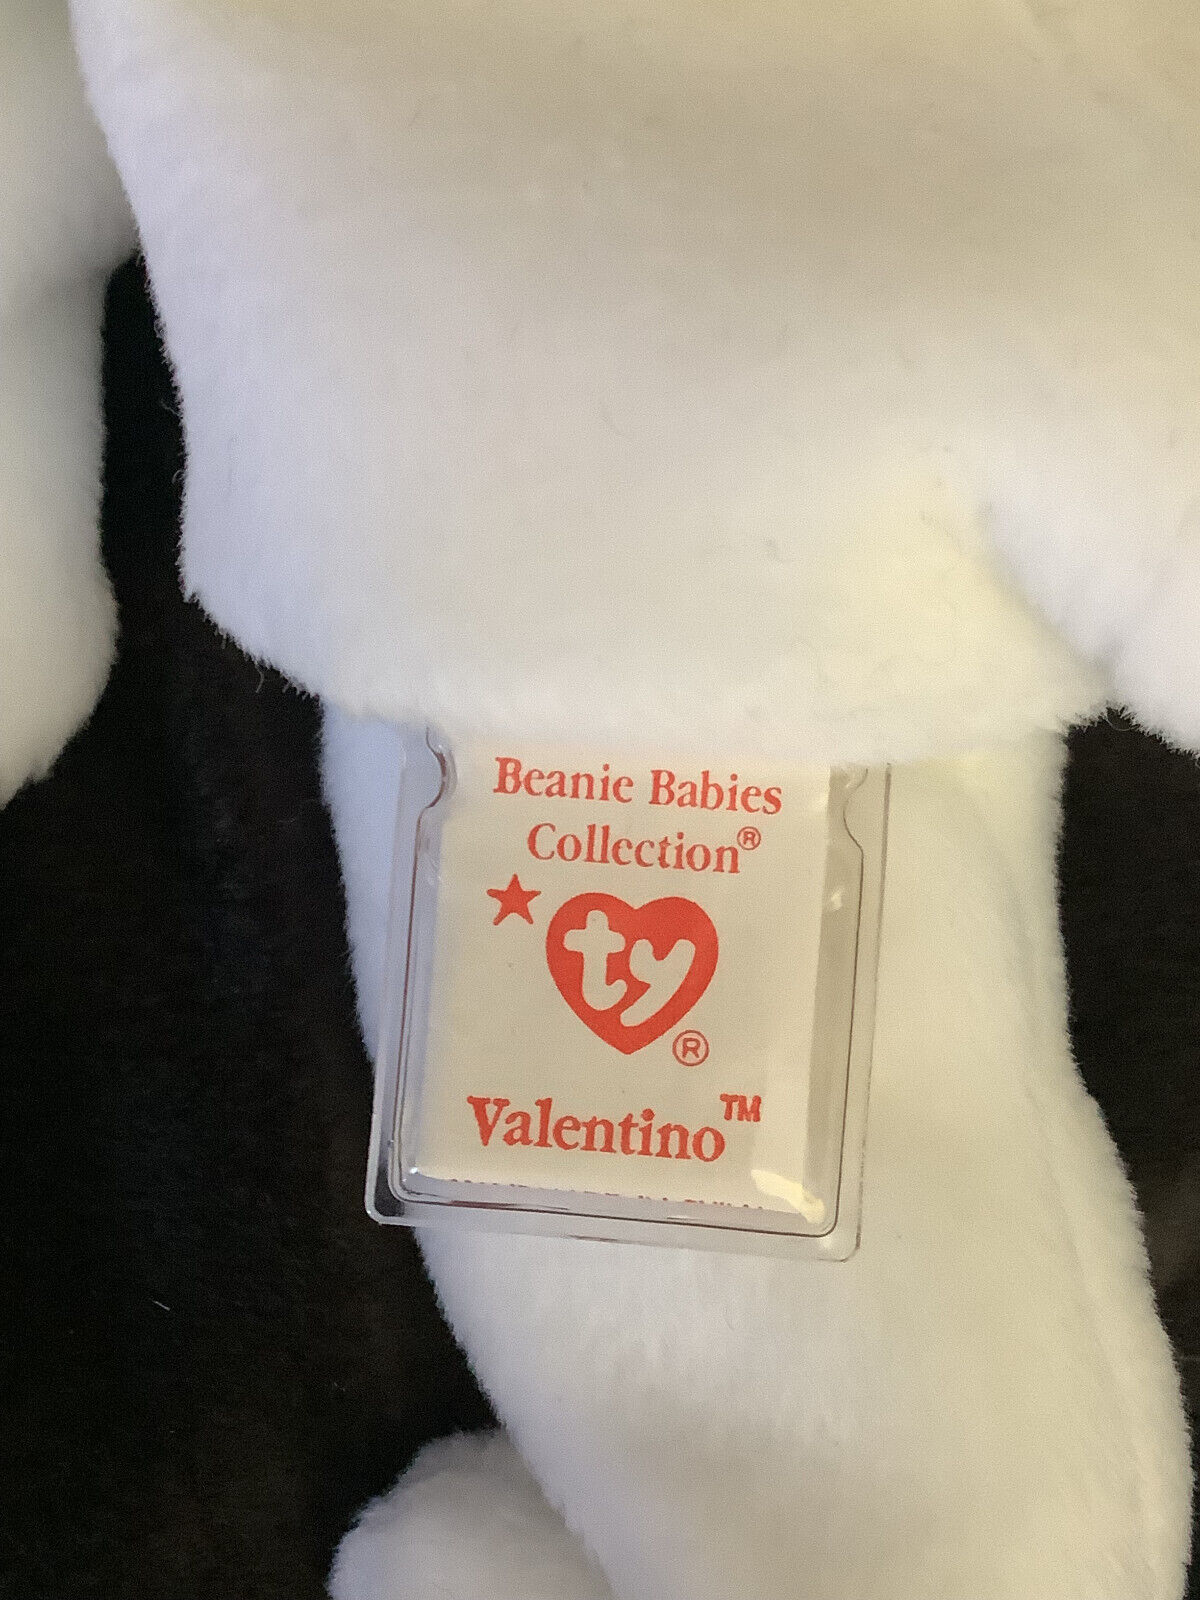 Beanie Babies
Collection®
ty
®
Valentino™